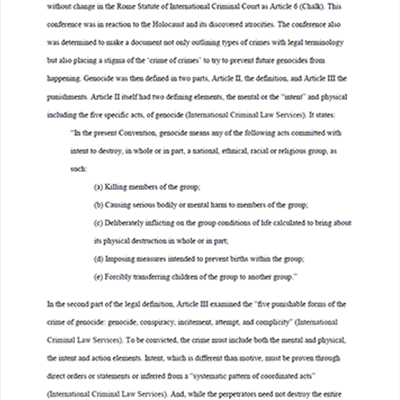 without change in the Rome Statute of International Criminal Court as Article 6 (Chalk). This
conference was in reaction to the Holocaust and its discovered atrocities. The conference also
was determined to make a document not only outlining types of crimes with legal terminology
but also placing a stigma of the ‘crime of crimes’ to try to prevent future genocides from
happening. Genocide was then defined in two parts, Article II, the definition, and Article III the
punishments. Article II itself had two defining elements, the mental or the “intent” and physical
including the five specific acts, of genocide (International Criminal Law Services). It states:
“In the present Convention, genocide means any of the following acts committed with
intent to destroy, in whole or in part, a national, ethnical, racial or religious group, as
such:
(a) Killing members of the group;
(b) Causing serious bodily or mental harm to members of the group;
(c) Deliberately inflicting on the group conditions of life calculated to bring about
its physical destruction in whole or in part;
(d) Imposing measures intended to prevent births within the group;
(e) Forcibly transferring children of the group to another group.”
In the second part of the legal definition, Article III examined the “five punishable forms of the
crime of genocide: genocide, conspiracy, incitement, attempt, and complicity” (International
Criminal Law Services). To be convicted, the crime must include both the mental and physical,
the intent and action elements. Intent, which is different than motive, must be proven through
direct orders or statements or inferred from a “systematic pattern of coordinated acts”
(International Criminal Law Services). And, while the perpetrators need not destroy the entire